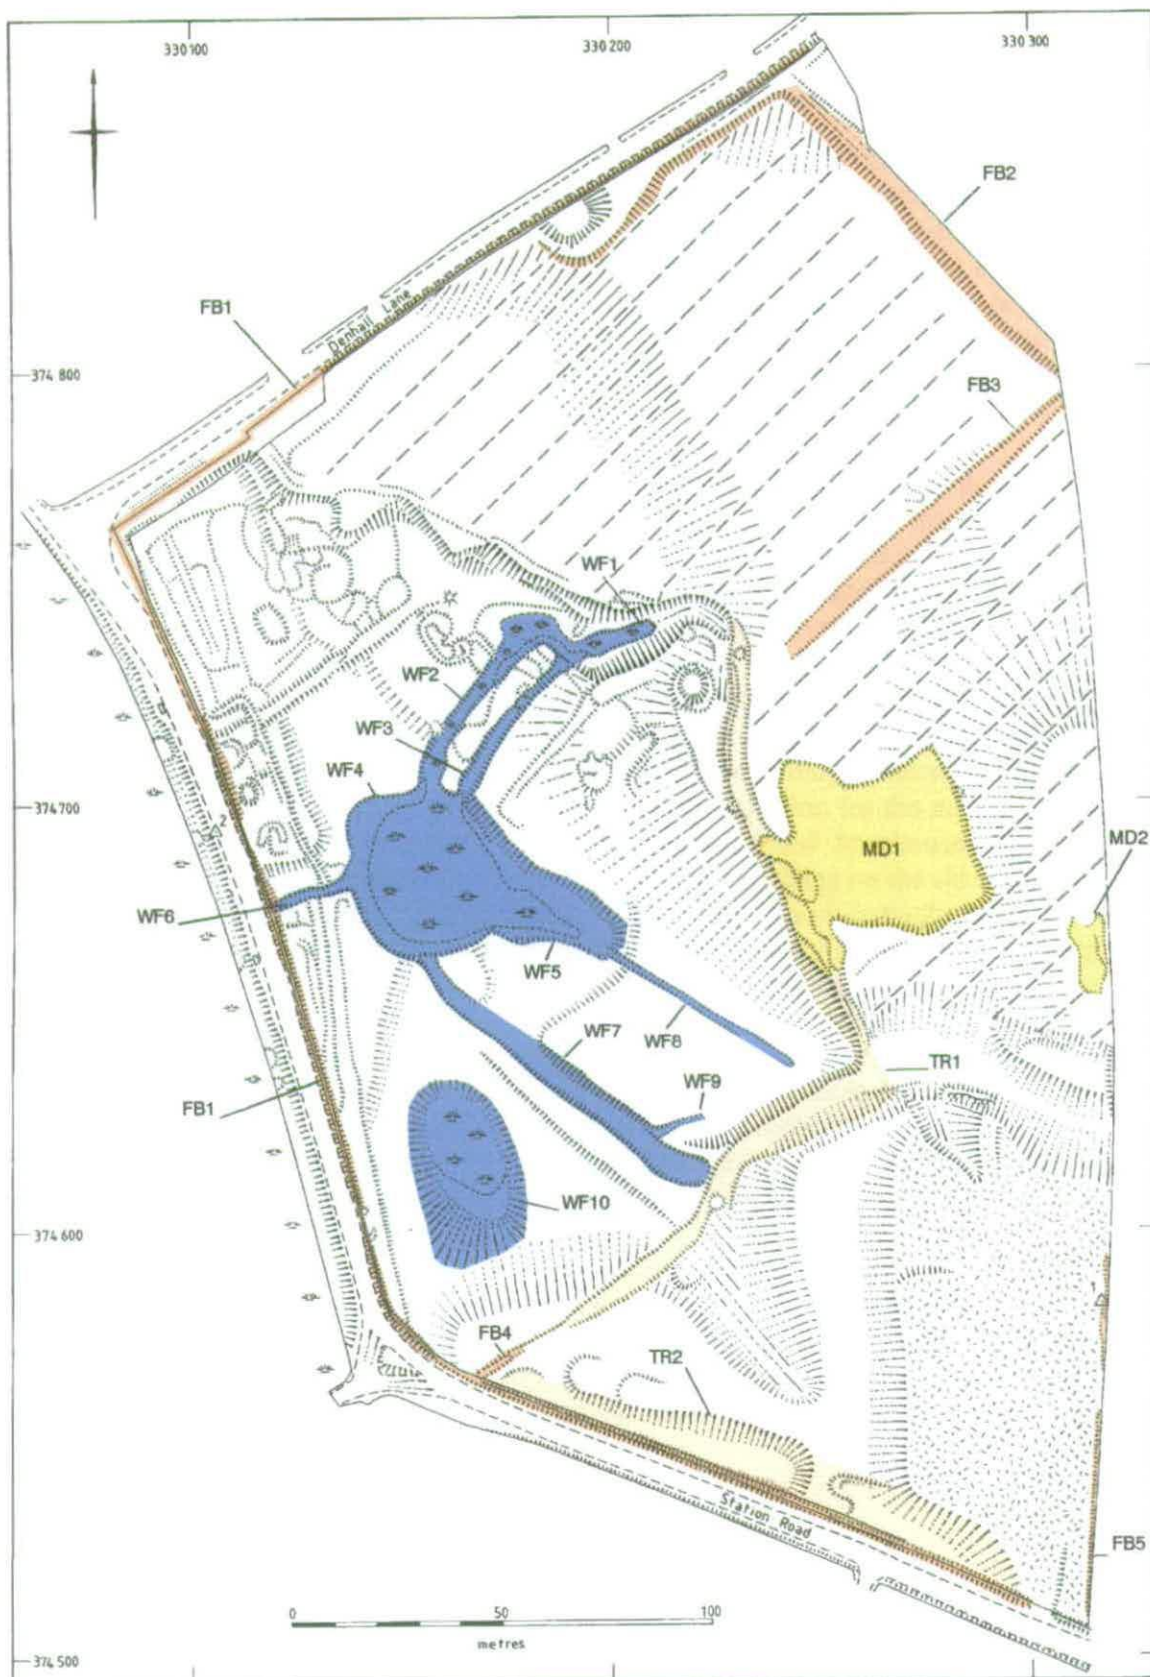 330 100
330 200
330 300
FB2
Denhall Lane
FB1
374 800
FB3
WF1
WF2
WF3
WF4
374 700
2
MD1
MD2
WF6
WF5
WF8
WF7
TR1
WF9
FB1
WF10
374 600
1
FB4
TR2
Station Road
FB5
0 50 100
metres
374 500